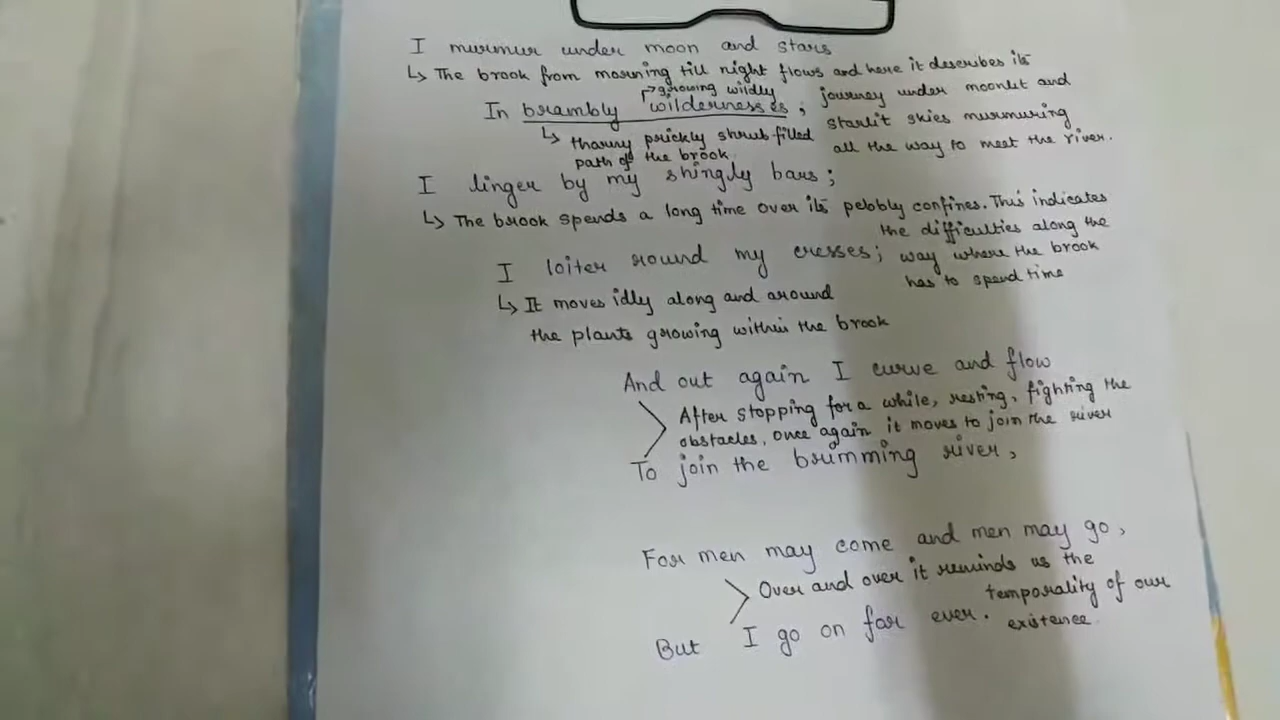 I murmur under moon and stars
↳ The brook from morning till night flows and here it describes its
↱ growing wildly
journey under moonlit and
In brambly wildernesses ;
starlit skies murmuring
↳ thorny prickly shrub-filled
all the way to meet the river.
path of the brook.
I linger by my shingly bars ;
↳ The brook spends a long time over its pebbly confines. This indicates
the difficulties along the
I loiter round my cresses ;
way where the brook
has to spend time
↳ It moves idly along and around
the plants growing within the brook
And out again I curve and flow
After stopping for a while, resting, fighting the
obstacles, once again it moves to join the river
To join the brimming river,
For men may come and men may go,
Over and over it reminds us the
temporality of our
existence.
But I go on for ever.